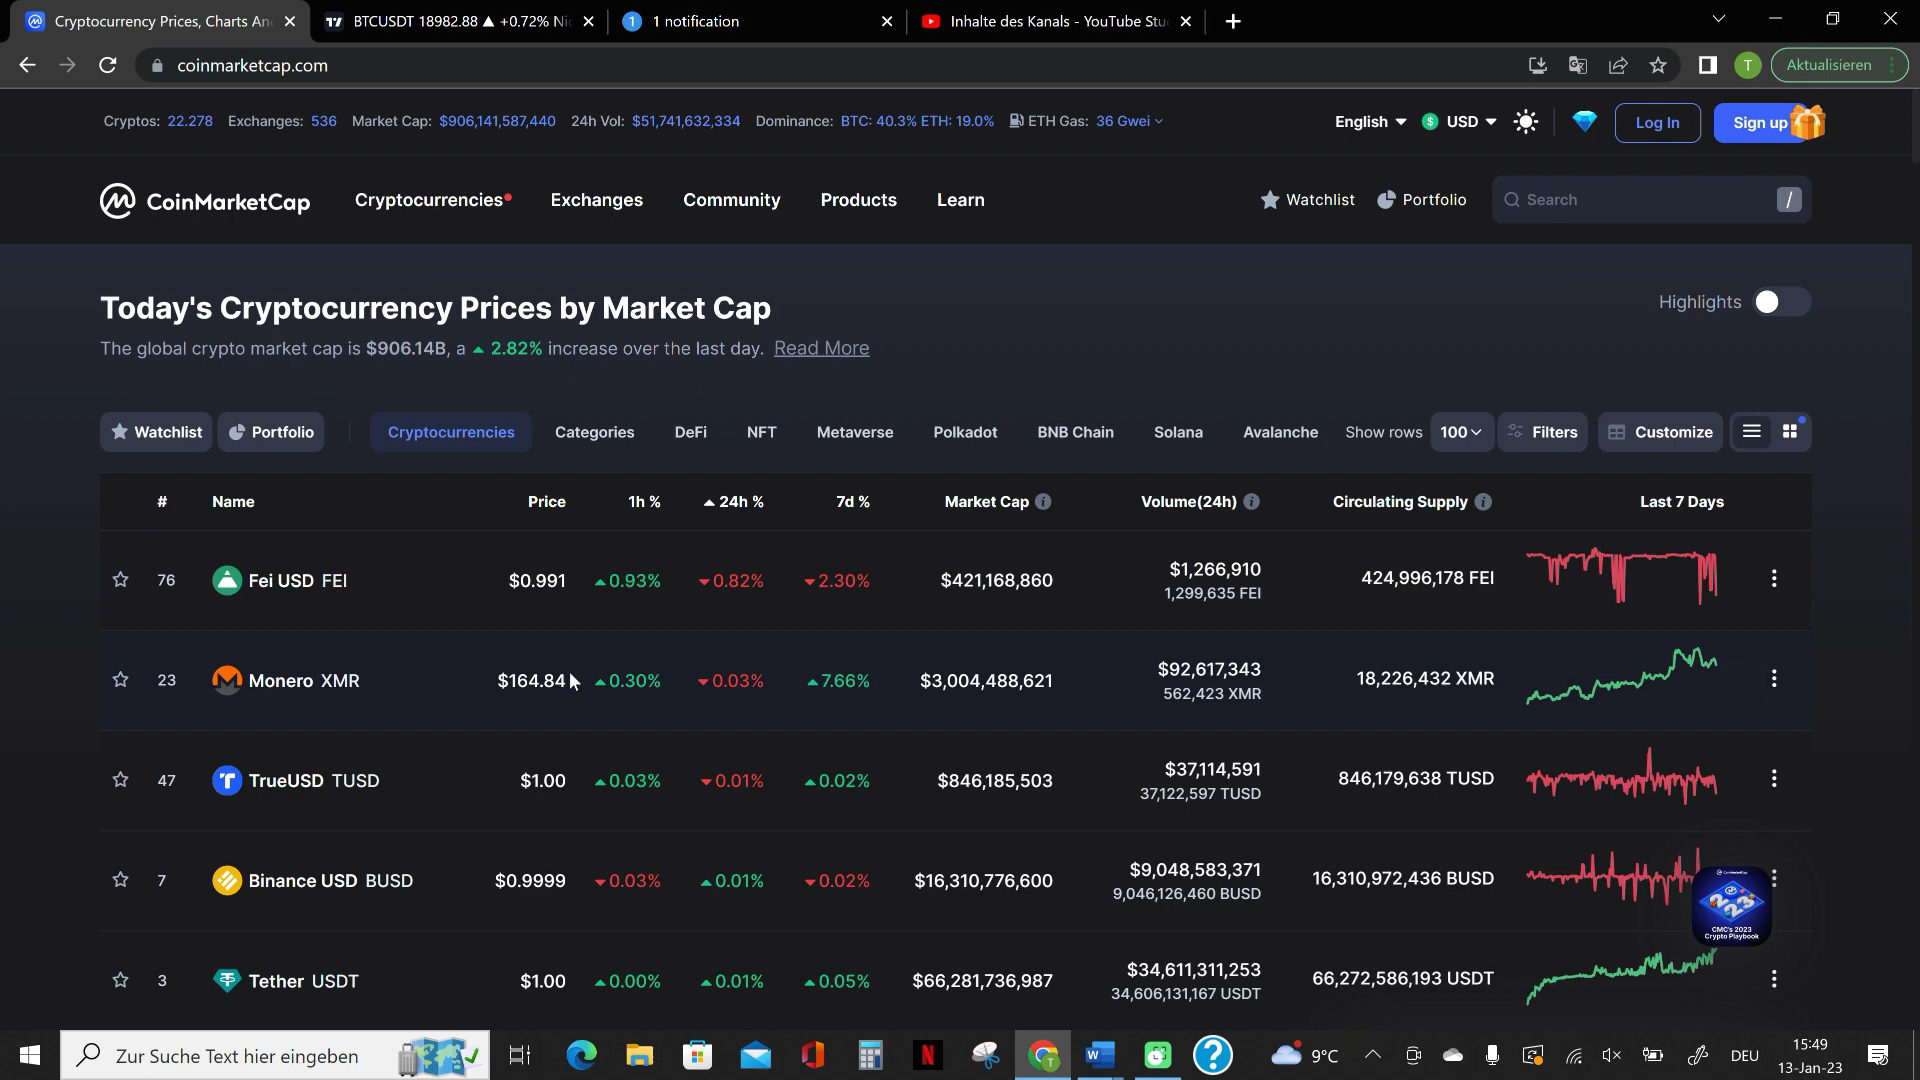 Cryptocurrency Prices, Charts An
BTCUSDT 18982.88 ▲ +0.72% Ni
1 1 notification
Inhalte des Kanals - YouTube Stu
coinmarketcap.com
T
Aktualisieren
Cryptos: 22.278 Exchanges: 536 Market Cap: $906,141,587,440 24h Vol: $51,741,632,334 Dominance: BTC: 40.3% ETH: 19.0% ETH Gas: 36 Gwei
English $ USD Log In Sign up
CoinMarketCap Cryptocurrencies Exchanges Community Products Learn Watchlist Portfolio Search /
Today's Cryptocurrency Prices by Market Cap
Highlights
The global crypto market cap is $906.14B, a ▲ 2.82% increase over the last day. Read More
Watchlist Portfolio Cryptocurrencies Categories DeFi NFT Metaverse Polkadot BNB Chain Solana Avalanche Show rows 100 Filters Customize
# Name Price 1h % ▲ 24h % 7d % Market Cap Volume(24h) Circulating Supply Last 7 Days
76 Fei USD FEI $0.991 ▲0.93% ▼0.82% ▼2.30% $421,168,860 $1,266,910 424,996,178 FEI
1,299,635 FEI
23 Monero XMR $164.84 ▲0.30% ▼0.03% ▲7.66% $3,004,488,621 $92,617,343 18,226,432 XMR
562,423 XMR
47 TrueUSD TUSD $1.00 ▲0.03% ▼0.01% ▲0.02% $846,185,503 $37,114,591 846,179,638 TUSD
37,122,597 TUSD
7 Binance USD BUSD $0.9999 ▼0.03% ▲0.01% ▼0.02% $16,310,776,600 $9,048,583,371 16,310,972,436 BUSD
9,046,126,460 BUSD
CoinMarketCap
2023
CMC's 2023
Crypto Playbook
3 Tether USDT $1.00 ▲0.00% ▲0.01% ▲0.05% $66,281,736,987 $34,611,311,253 66,272,586,193 USDT
34,606,131,167 USDT
Zur Suche Text hier eingeben
9°C
DEU
15:49
13-Jan-23